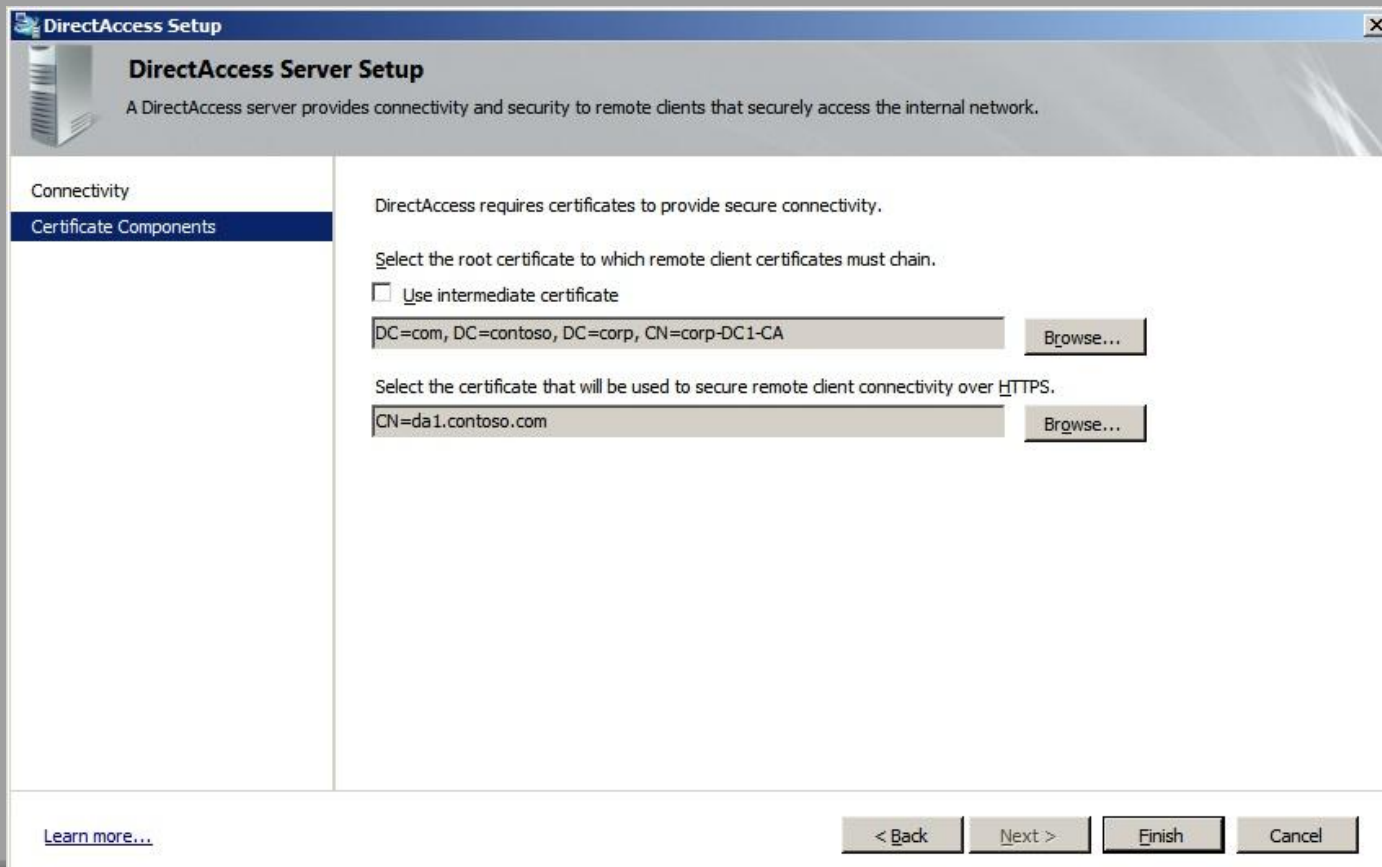 DirectAccess Setup
DirectAccess Server Setup
A DirectAccess server provides connectivity and security to remote clients that securely access the internal network.
Connectivity
Certificate Components
DirectAccess requires certificates to provide secure connectivity.
Select the root certificate to which remote client certificates must chain.
Use intermediate certificate
DC=com, DC=contoso, DC=corp, CN=corp-DC1-CA
Browse...
Select the certificate that will be used to secure remote client connectivity over HTTPS.
CN=da1.contoso.com
Browse...
Learn more...
< Back
Next >
Finish
Cancel